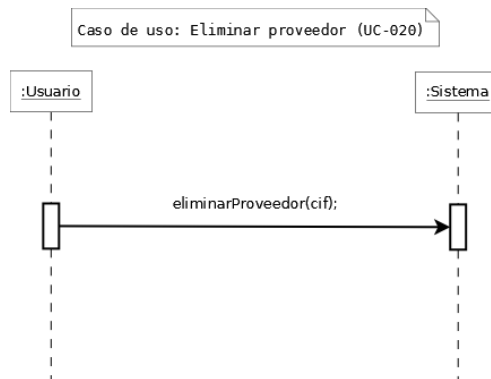 Caso de uso: Eliminar proveedor (UC-020)
:Usuario
:Sistema
eliminarProveedor(cif);